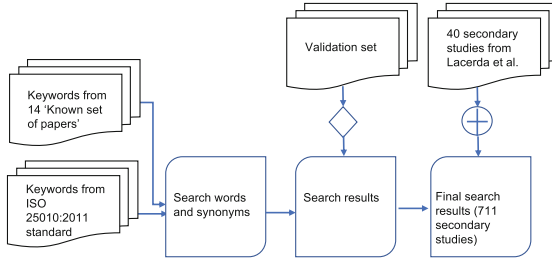 Validation set
40 secondary
studies from
Lacerda et al.
Keywords from
14 ‘Known set
of papers’
Keywords from
ISO
25010:2011
standard
Search words
and synonyms
Search results
Final search
results (711
secondary
studies)